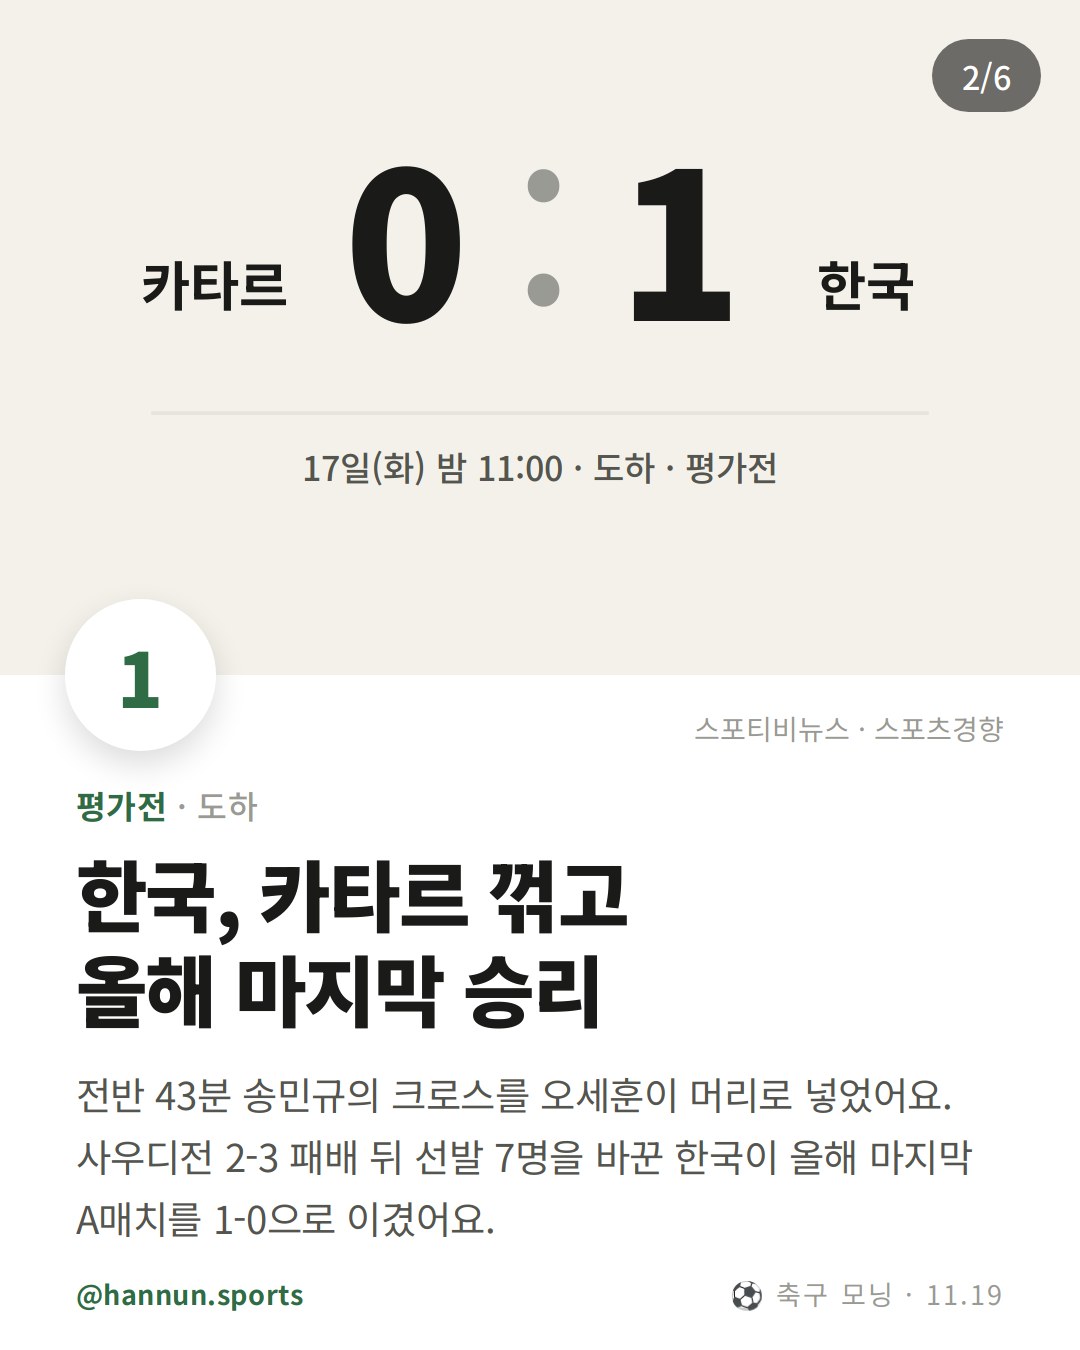 2/6
카타르 0 : 1 한국
17일(화) 밤 11:00 · 도하 · 평가전
1
스포티비뉴스 · 스포츠경향
평가전 · 도하
한국, 카타르 꺾고
올해 마지막 승리
전반 43분 송민규의 크로스를 오세훈이 머리로 넣었어요.
사우디전 2-3 패배 뒤 선발 7명을 바꾼 한국이 올해 마지막
A매치를 1-0으로 이겼어요.
@hannun.sports
⚽ 축구 모닝 · 11.19